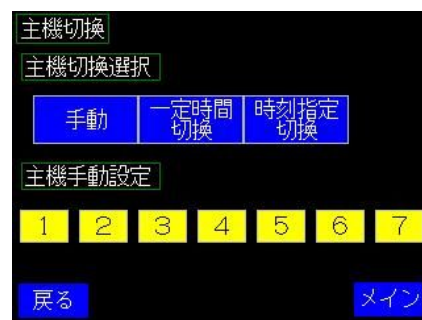 主機切換
主機切換選択
手動 一定時間切換 時刻指定切換
主機手動設定
1 2 3 4 5 6 7
戻る メイン